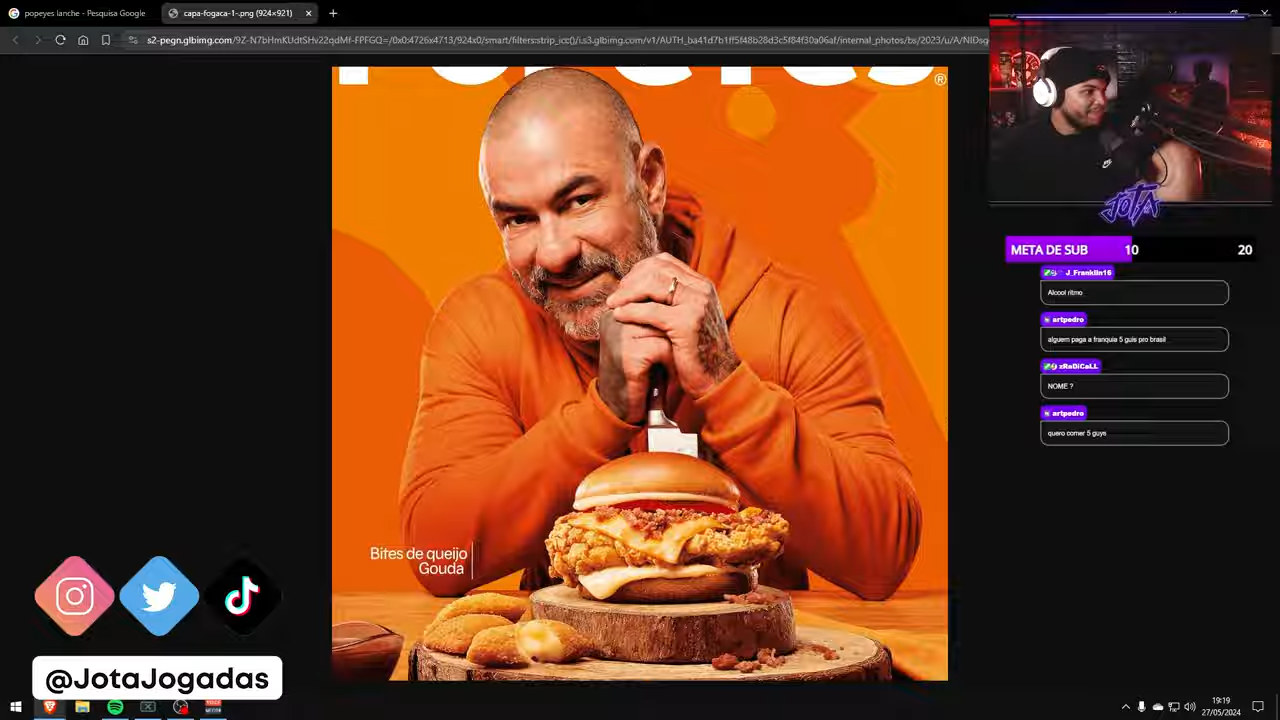 popeyes lanche - Pesquisa Google
capa-fogaca-1-.png (924×921)
®
JOTA
META DE SUB 10 20
J_Franklin16
Alcool ritmo
artpedro
alguem paga a franquia 5 guis pro brasil
zRaDiCaLL
NOME ?
artpedro
quero comer 5 guys
Bites de queijo
Gouda
@JotaJogadas
19:19
27/05/2024